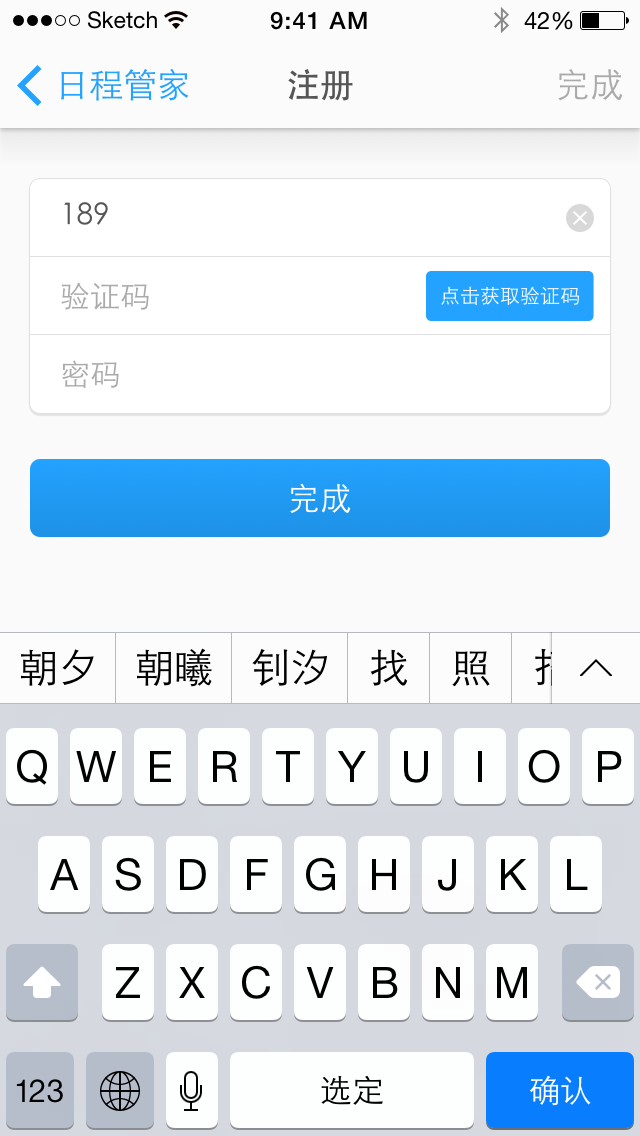 Sketch 9:41 AM 42%
日程管家 注册 完成
189
验证码 点击获取验证码
密码
完成
朝夕 朝曦 钊汐 找 照
Q W E R T Y U I O P
A S D F G H J K L
Z X C V B N M
123 选定 确认